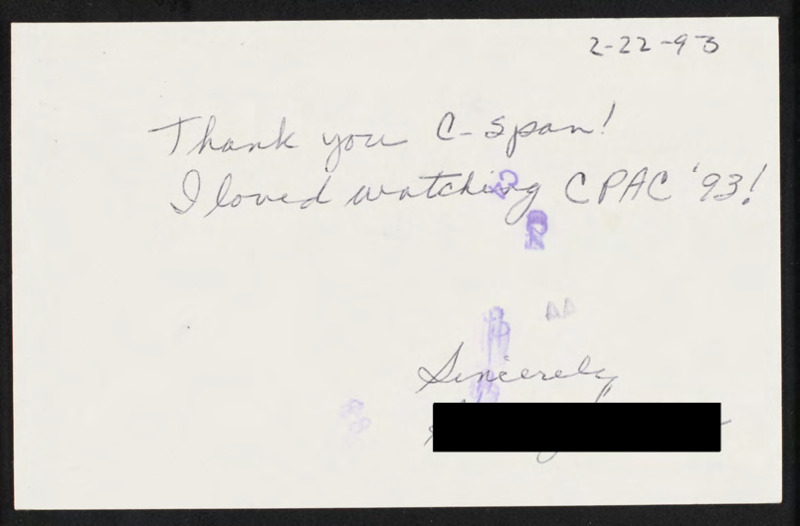 2-22-93
Thank you C-Span!
I loved watching CPAC '93!
Sincerely